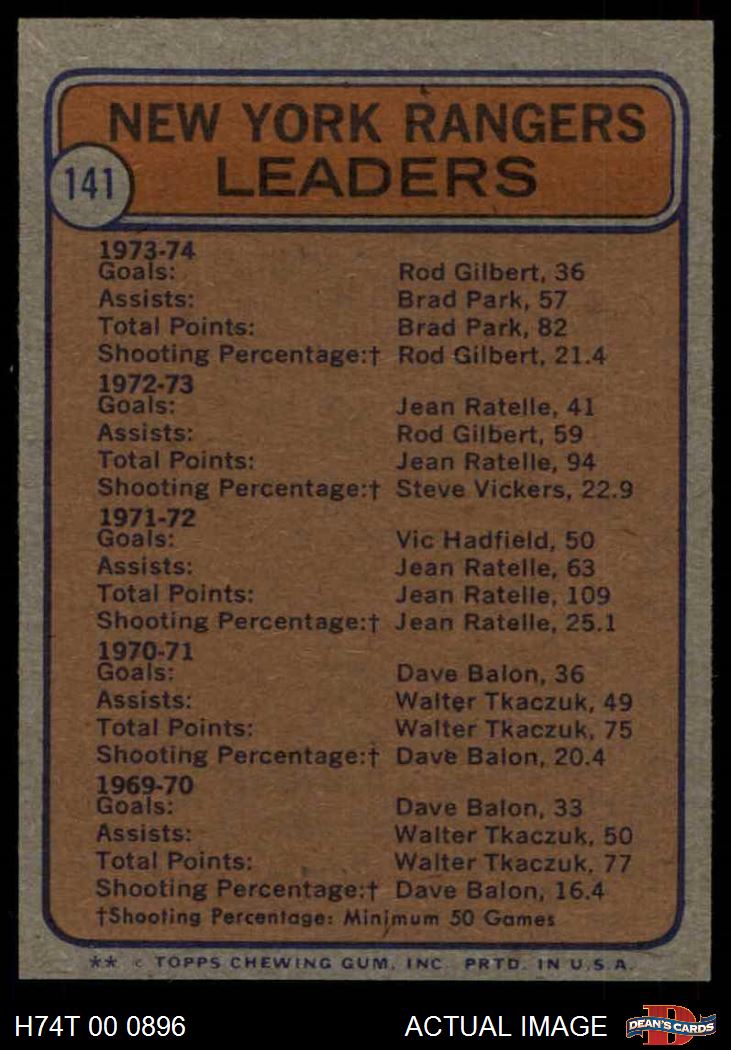 NEW YORK RANGERS
LEADERS
141
1973-74
Goals: Rod Gilbert, 36
Assists: Brad Park, 57
Total Points: Brad Park, 82
Shooting Percentage:† Rod Gilbert, 21.4
1972-73
Goals: Jean Ratelle, 41
Assists: Rod Gilbert, 59
Total Points: Jean Ratelle, 94
Shooting Percentage:† Steve Vickers, 22.9
1971-72
Goals: Vic Hadfield, 50
Assists: Jean Ratelle, 63
Total Points: Jean Ratelle, 109
Shooting Percentage:† Jean Ratelle, 25.1
1970-71
Goals: Dave Balon, 36
Assists: Walter Tkaczuk, 49
Total Points: Walter Tkaczuk, 75
Shooting Percentage:† Dave Balon, 20.4
1969-70
Goals: Dave Balon, 33
Assists: Walter Tkaczuk, 50
Total Points: Walter Tkaczuk, 77
Shooting Percentage:† Dave Balon, 16.4
†Shooting Percentage: Minimum 50 Games
** © TOPPS CHEWING GUM, INC. PRTD. IN U.S.A.
H74T 00 0896 ACTUAL IMAGE D DEAN'S CARDS